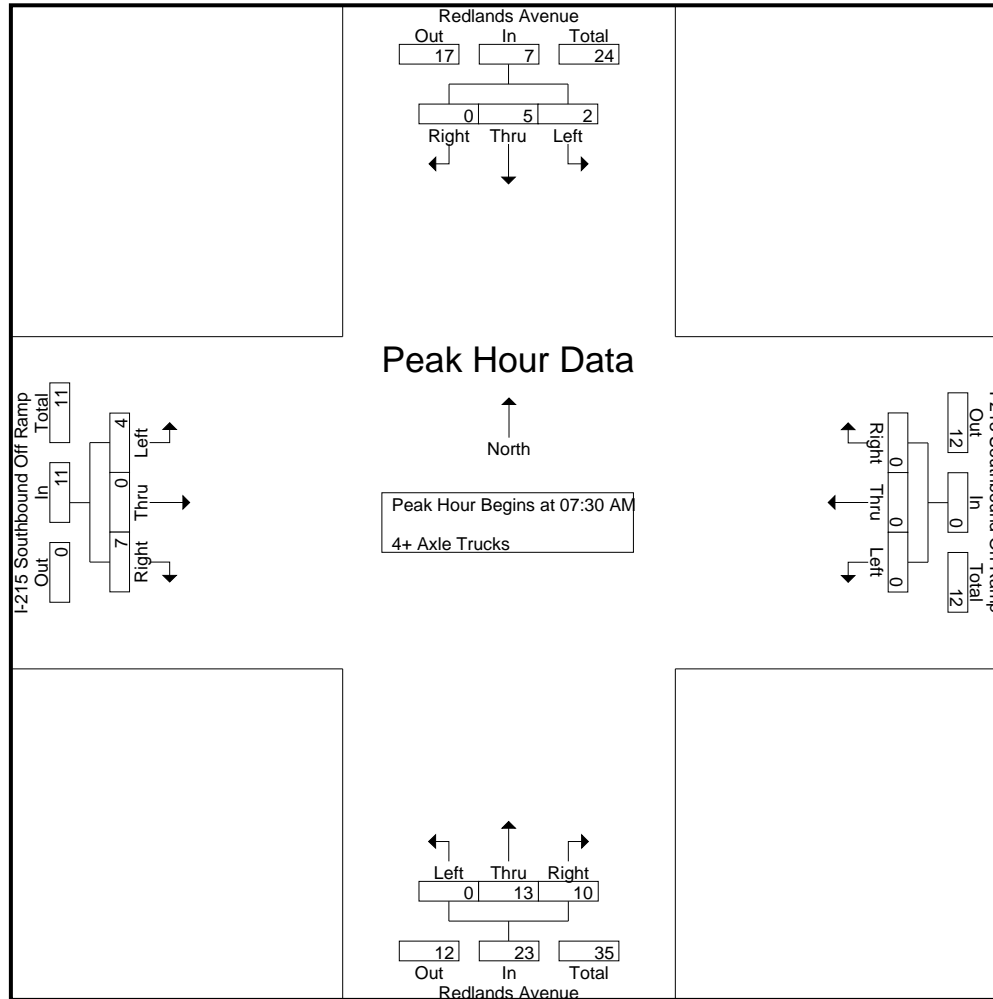 Redlands Avenue
Out In Total
17 7 24
0 5 2
Right Thru Left
Peak Hour Data
North
Peak Hour Begins at 07:30 AM
4+ Axle Trucks
I-215 Southbound Off Ramp
Total In Out
11 11 0
4 0 7
Left Thru Right
Right Thru Left
0 0 0
Out In Total
12 0 12
Left Thru Right
0 13 10
12 23 35
Out In Total
Redlands Avenue